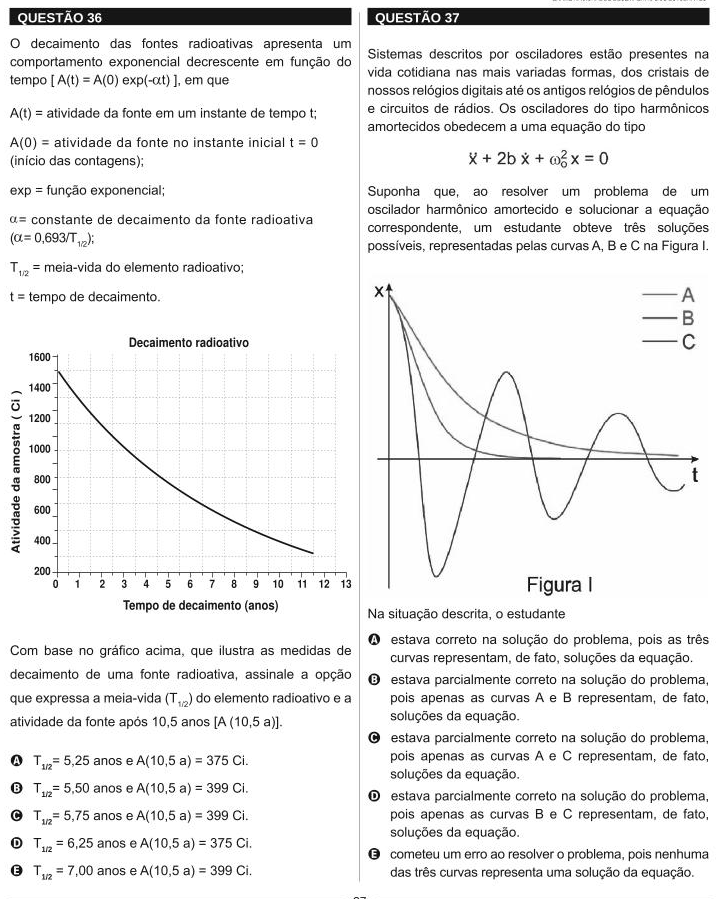 QUESTÃO 36
O decaimento das fontes radioativas apresenta um
comportamento exponencial decrescente em função do
tempo [ A(t) = A(0) exp(-αt) ], em que
A(t) = atividade da fonte em um instante de tempo t;
A(0) = atividade da fonte no instante inicial t = 0
(início das contagens);
exp = função exponencial;
α= constante de decaimento da fonte radioativa
(α= 0,693/T1/2);
T1/2 = meia-vida do elemento radioativo;
t = tempo de decaimento.
Decaimento radioativo
Atividade da amostra ( Ci )
1600
1400
1200
1000
800
600
400
200
0 1 2 3 4 5 6 7 8 9 10 11 12 13
Tempo de decaimento (anos)
Com base no gráfico acima, que ilustra as medidas de
decaimento de uma fonte radioativa, assinale a opção
que expressa a meia-vida (T1/2) do elemento radioativo e a
atividade da fonte após 10,5 anos [A (10,5 a)].
A T1/2= 5,25 anos e A(10,5 a) = 375 Ci.
B T1/2= 5,50 anos e A(10,5 a) = 399 Ci.
C T1/2= 5,75 anos e A(10,5 a) = 399 Ci.
D T1/2 = 6,25 anos e A(10,5 a) = 375 Ci.
E T1/2 = 7,00 anos e A(10,5 a) = 399 Ci.
QUESTÃO 37
Sistemas descritos por osciladores estão presentes na
vida cotidiana nas mais variadas formas, dos cristais de
nossos relógios digitais até os antigos relógios de pêndulos
e circuitos de rádios. Os osciladores do tipo harmônicos
amortecidos obedecem a uma equação do tipo
ẍ + 2b ẋ + ω₀² x = 0
Suponha que, ao resolver um problema de um
oscilador harmônico amortecido e solucionar a equação
correspondente, um estudante obteve três soluções
possíveis, representadas pelas curvas A, B e C na Figura I.
x
A
B
C
t
Figura I
Na situação descrita, o estudante
A estava correto na solução do problema, pois as três
curvas representam, de fato, soluções da equação.
B estava parcialmente correto na solução do problema,
pois apenas as curvas A e B representam, de fato,
soluções da equação.
C estava parcialmente correto na solução do problema,
pois apenas as curvas A e C representam, de fato,
soluções da equação.
D estava parcialmente correto na solução do problema,
pois apenas as curvas B e C representam, de fato,
soluções da equação.
E cometeu um erro ao resolver o problema, pois nenhuma
das três curvas representa uma solução da equação.